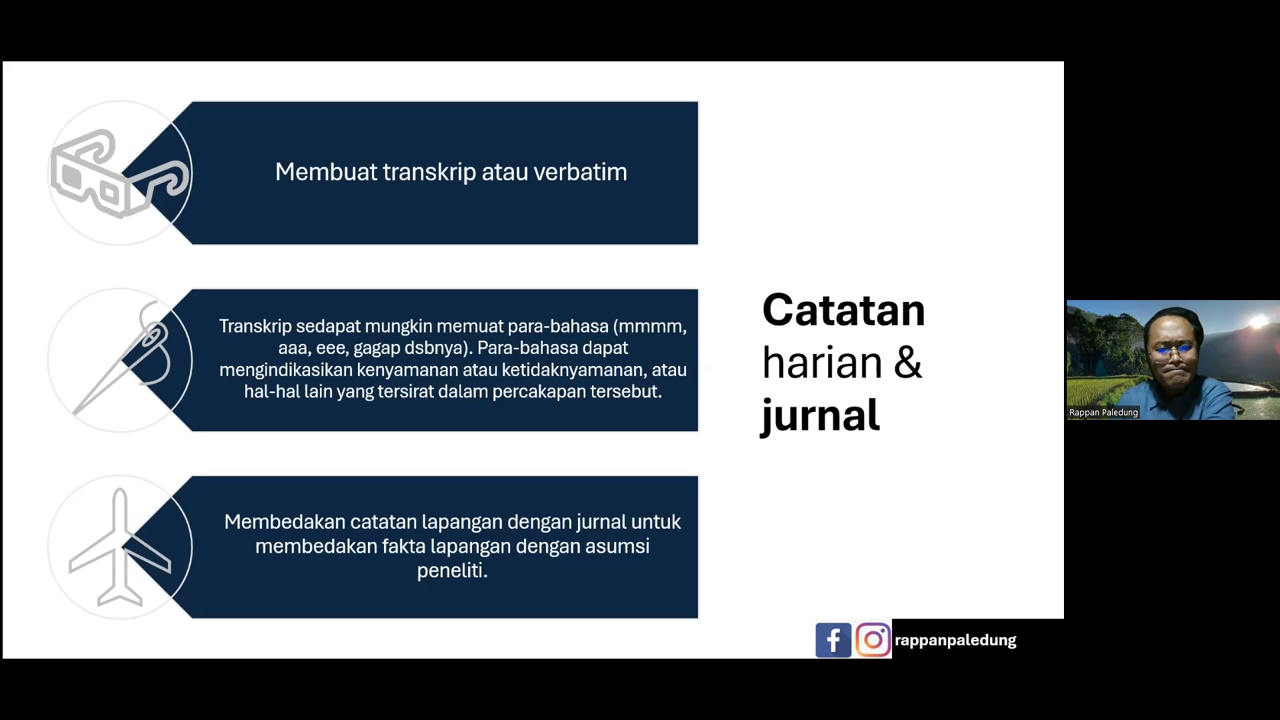 Membuat transkrip atau verbatim
Transkrip sedapat mungkin memuat para-bahasa (mmmm,
aaa, eee, gagap dsbnya). Para-bahasa dapat
mengindikasikan kenyamanan atau ketidaknyamanan, atau
hal-hal lain yang tersirat dalam percakapan tersebut.
Membedakan catatan lapangan dengan jurnal untuk
membedakan fakta lapangan dengan asumsi
peneliti.
Catatan
harian &
jurnal
rappanpaledung
Rappan Paledung